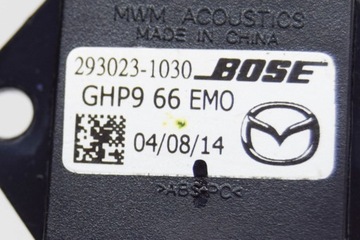 MWM ACOUSTICS
MADE IN CHINA
293023-1030 BOSE
GHP9 66 EM0
04/08/14
>ABS+PC<